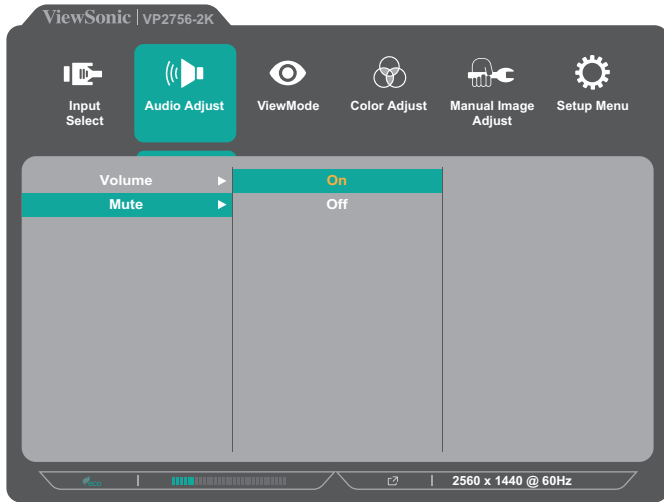 ViewSonic | VP2756-2K
Input
Select
Audio Adjust
ViewMode
Color Adjust
Manual Image
Adjust
Setup Menu
Volume
On
Mute
Off
eco
2560 x 1440 @ 60Hz